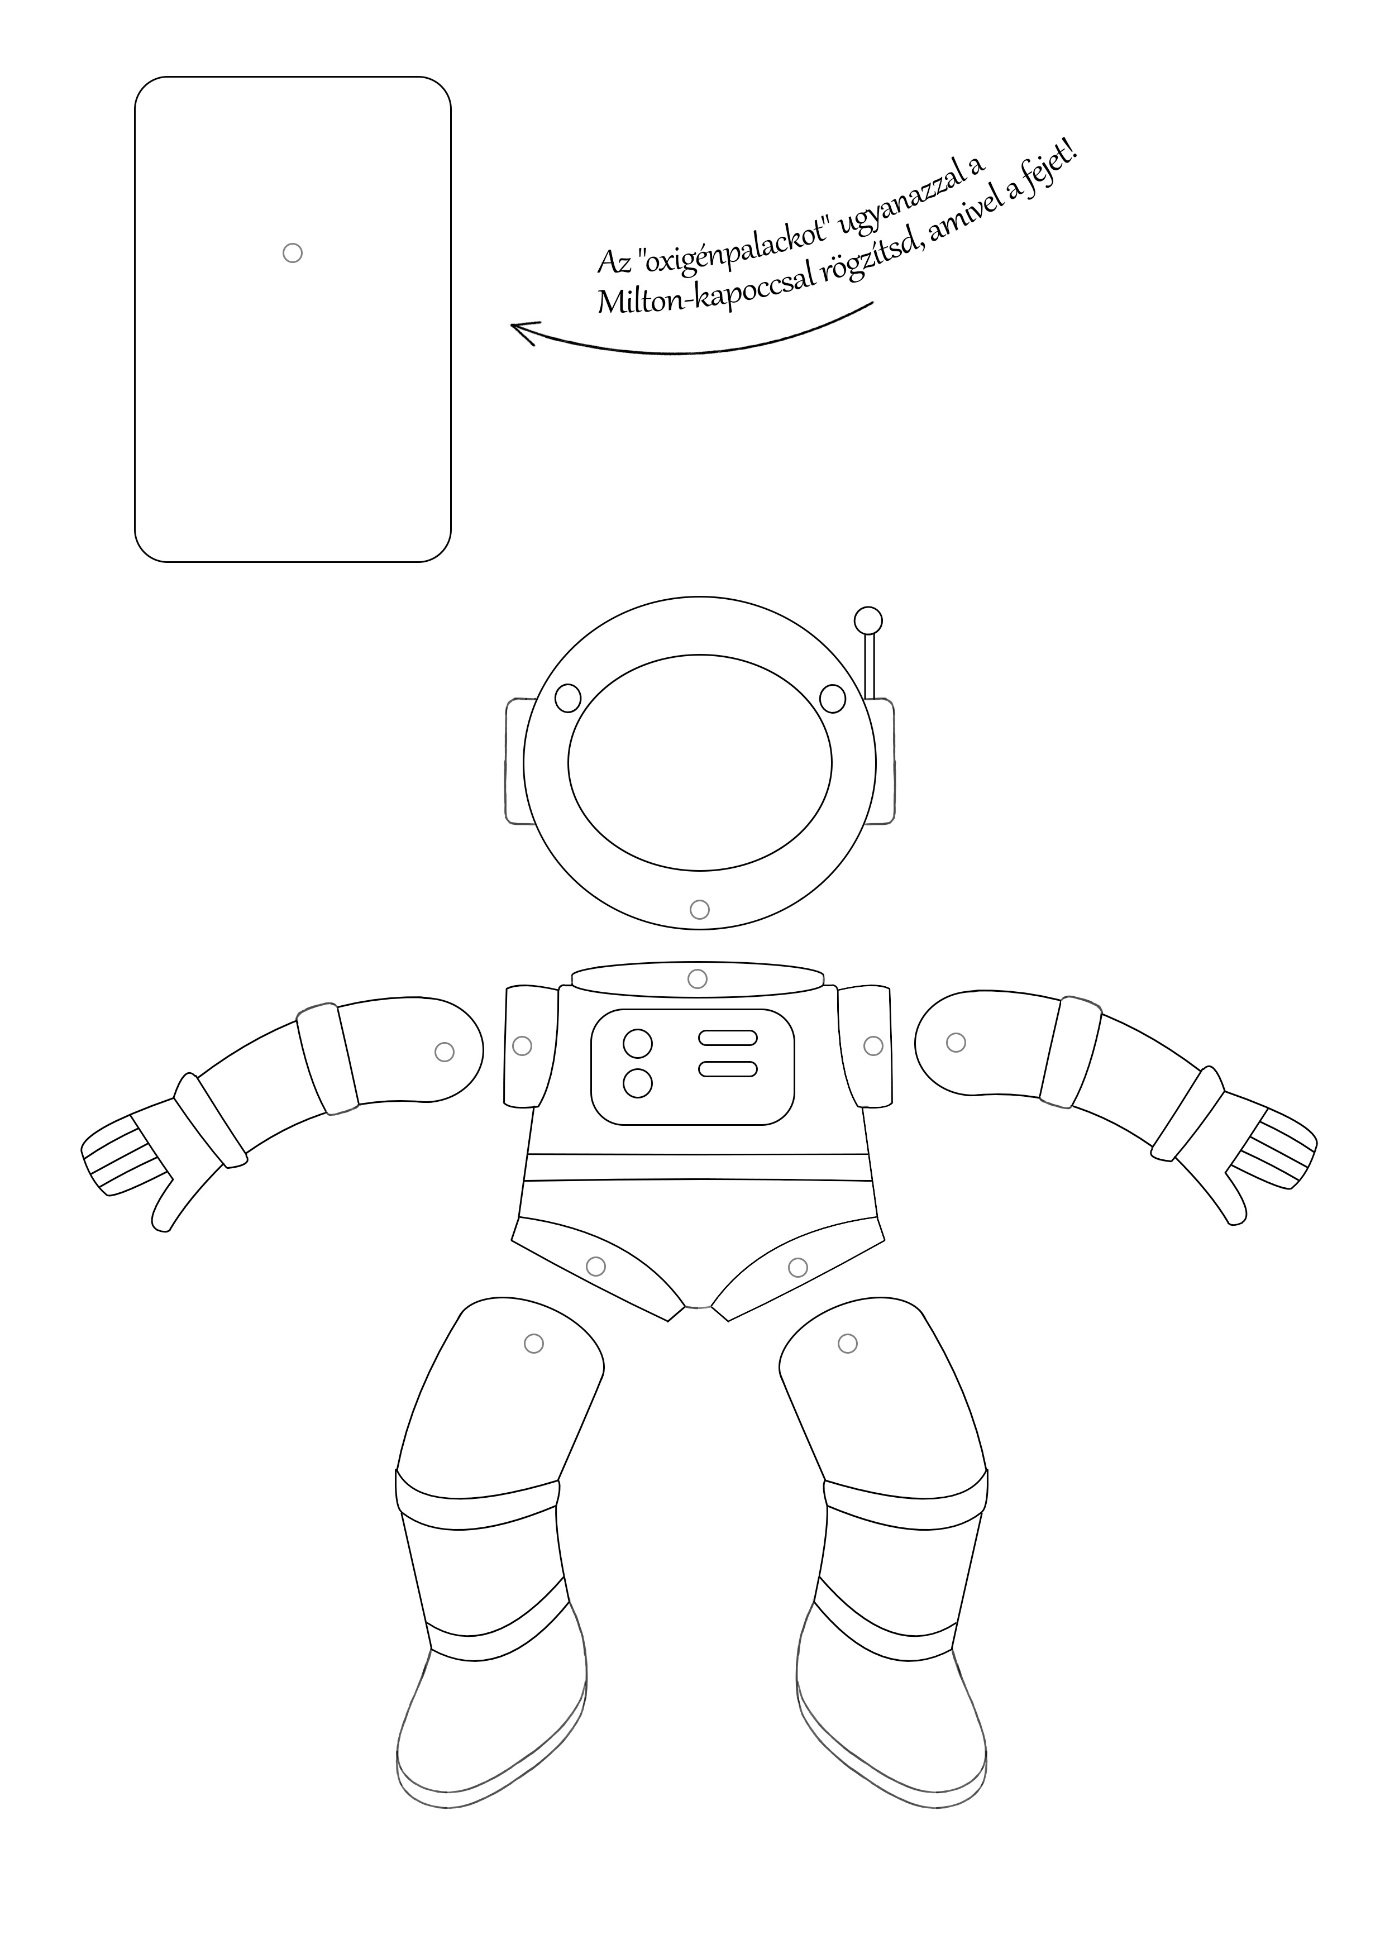 Az "oxigénpalackot" ugyanazzal a
Milton-kapoccsal rögzítsd, amivel a fejet!